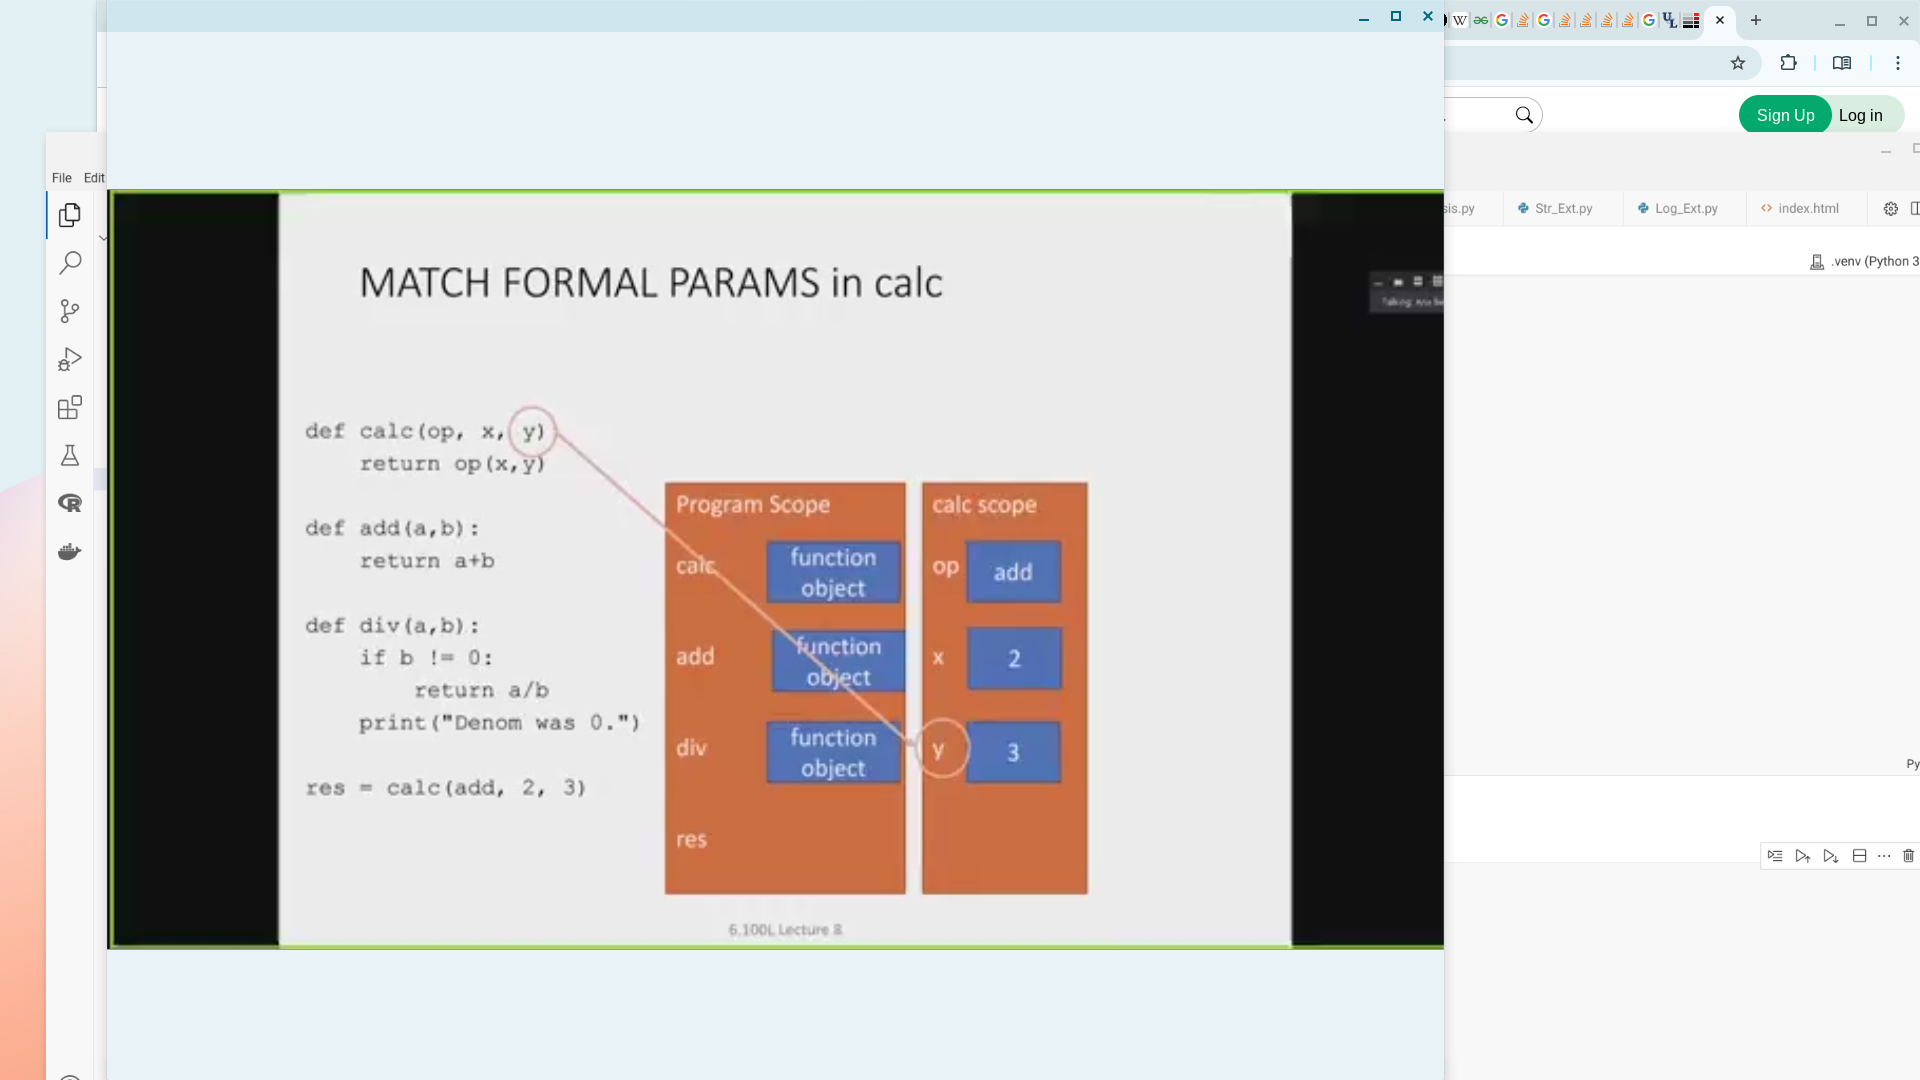 Sign Up
Log in
File Edit
sis.py
Str_Ext.py
Log_Ext.py
index.html
.venv (Python 3
MATCH FORMAL PARAMS in calc
def calc(op, x, y)
    return op(x,y)
def add(a,b):
    return a+b
def div(a,b):
    if b != 0:
        return a/b
    print("Denom was 0.")
res = calc(add, 2, 3)
Program Scope
calc
function
object
add
function
object
div
function
object
res
calc scope
op
add
x
2
y
3
6.100L Lecture 8
Py